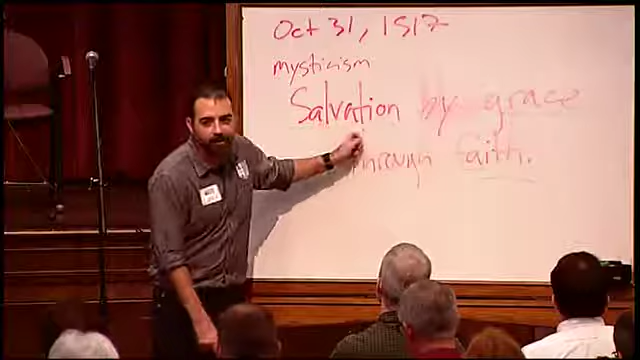 Oct 31, 1517
mysticism
Salvation by grace
through faith.